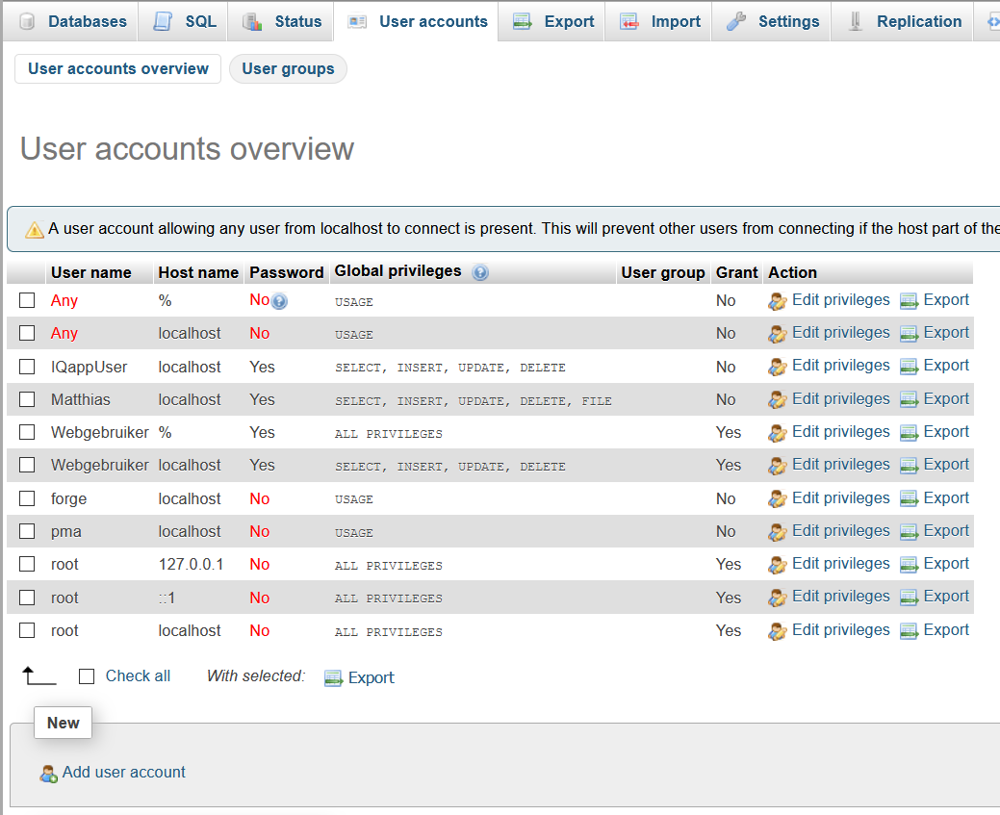 Databases SQL Status User accounts Export Import Settings Replication
User accounts overview User groups
User accounts overview
A user account allowing any user from localhost to connect is present. This will prevent other users from connecting if the host part of the
User name Host name Password Global privileges User group Grant Action
Any % No USAGE No Edit privileges Export
Any localhost No USAGE No Edit privileges Export
IQappUser localhost Yes SELECT, INSERT, UPDATE, DELETE No Edit privileges Export
Matthias localhost Yes SELECT, INSERT, UPDATE, DELETE, FILE No Edit privileges Export
Webgebruiker % Yes ALL PRIVILEGES Yes Edit privileges Export
Webgebruiker localhost Yes SELECT, INSERT, UPDATE, DELETE Yes Edit privileges Export
forge localhost No USAGE No Edit privileges Export
pma localhost No USAGE No Edit privileges Export
root 127.0.0.1 No ALL PRIVILEGES Yes Edit privileges Export
root ::1 No ALL PRIVILEGES Yes Edit privileges Export
root localhost No ALL PRIVILEGES Yes Edit privileges Export
Check all With selected: Export
New
Add user account